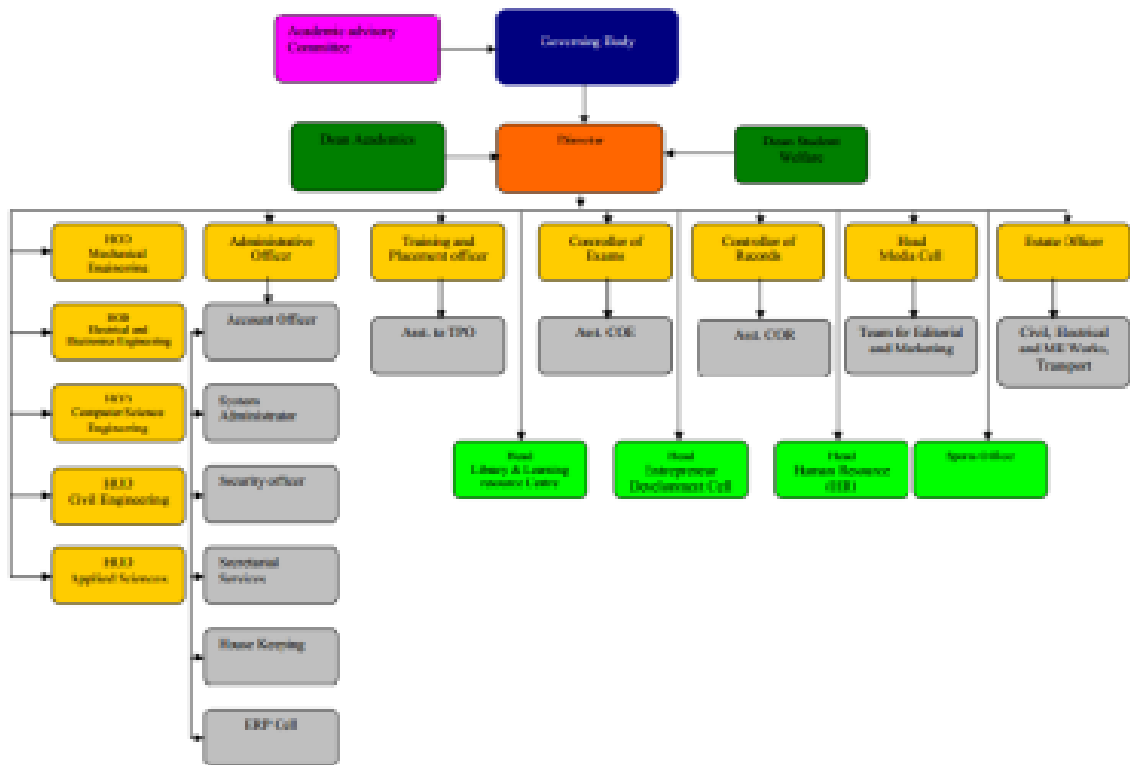 Academic advisory
Committee
Governing Body
Dean Academics
Director
Dean Student
Welfare
HOD
Mechanical
Engineering
Administrative
Officer
Training and
Placement officer
Controller of
Exams
Controller of
Records
Head
Media Cell
Estate Officer
HOD
Electrical and
Electronics Engineering
Account Officer
Asst. to TPO
Asst. COE
Asst. COR
Team for Editorial
and Marketing
Civil, Electrical
and ME Works,
Transport
HOD
Computer Science
Engineering
System
Administrator
Head
Library & Learning
resource Centre
Head
Entrepreneur
Development Cell
Head
Human Resource
(HR)
Sports Officer
HOD
Civil Engineering
Security officer
HOD
Applied Sciences
Secretarial
Services
House Keeping
ERP Cell